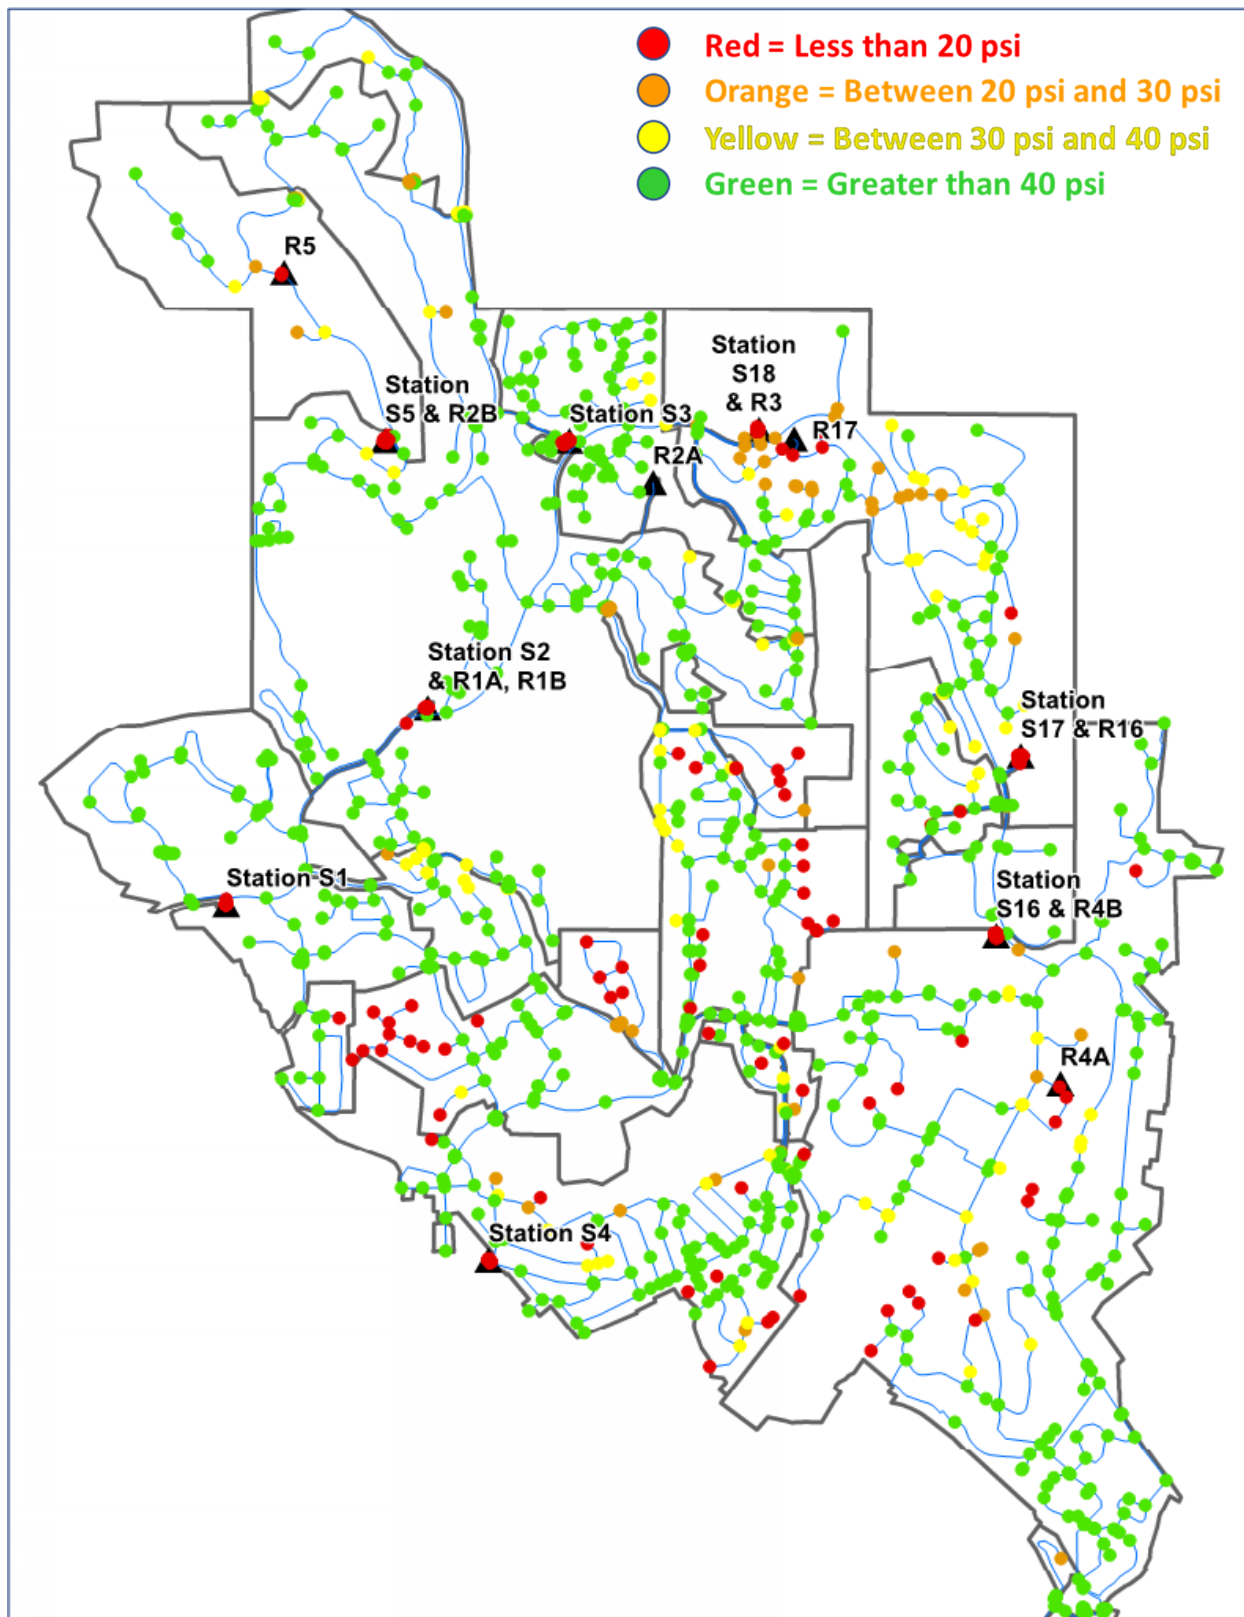 Red = Less than 20 psi
Orange = Between 20 psi and 30 psi
Yellow = Between 30 psi and 40 psi
Green = Greater than 40 psi
R5
Station
S18
& R3
Station
S5 & R2B
Station S3
R17
R2A
Station S2
& R1A, R1B
Station
S17 & R16
Station S1
Station
S16 & R4B
R4A
Station S4